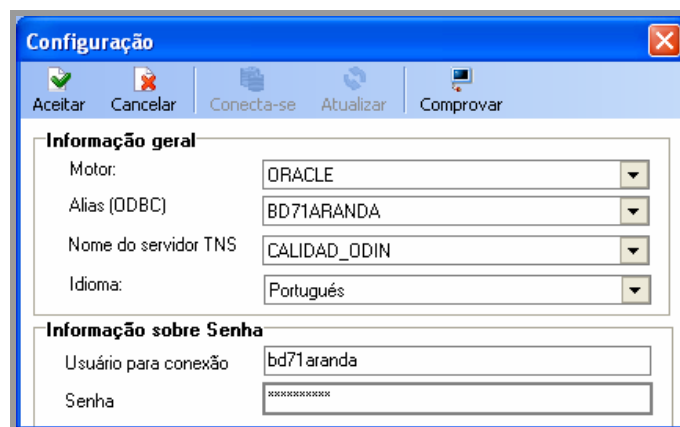 Configuração
Aceitar Cancelar Conecta-se Atualizar Comprovar
Informação geral
Motor: ORACLE
Alias (ODBC) BD71ARANDA
Nome do servidor TNS CALIDAD_ODIN
Idioma: Portugués
Informação sobre Senha
Usuário para conexão bd71aranda
Senha **********